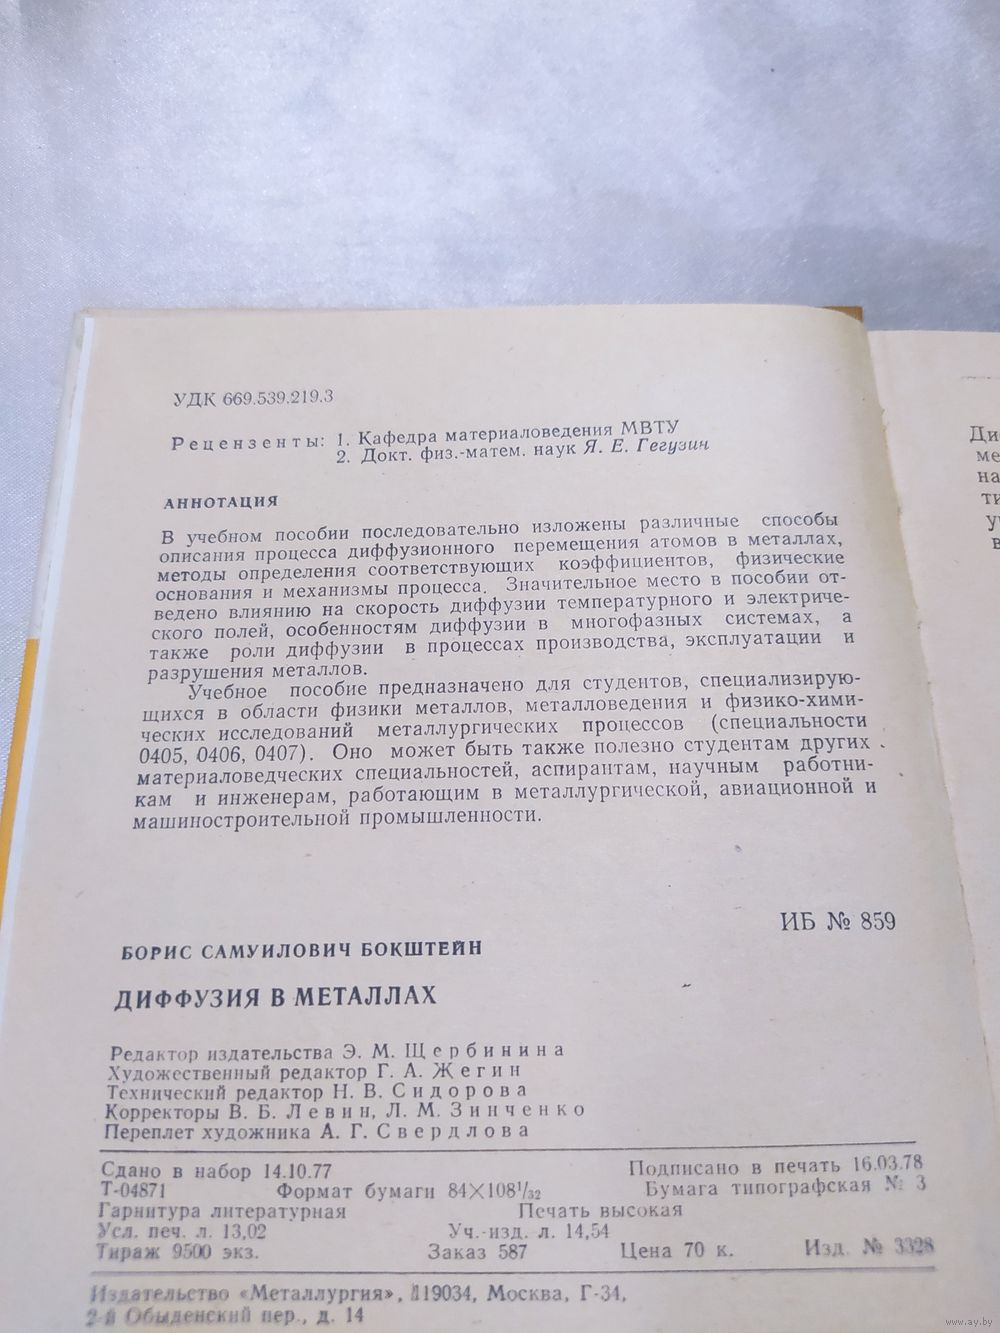 УДК 669.539.219.3
Рецензенты: 1. Кафедра материаловедения МВТУ
2. Докт. физ.-матем. наук Я. Е. Гегузин
АННОТАЦИЯ
В учебном пособии последовательно изложены различные способы
описания процесса диффузионного перемещения атомов в металлах,
методы определения соответствующих коэффициентов, физические
основания и механизмы процесса. Значительное место в пособии от-
ведено влиянию на скорость диффузии температурного и электриче-
ского полей, особенностям диффузии в многофазных системах, а
также роли диффузии в процессах производства, эксплуатации и
разрушения металлов.
Учебное пособие предназначено для студентов, специализирую-
щихся в области физики металлов, металловедения и физико-хими-
ческих исследований металлургических процессов (специальности
0405, 0406, 0407). Оно может быть также полезно студентам других
материаловедческих специальностей, аспирантам, научным работни-
кам и инженерам, работающим в металлургической, авиационной и
машиностроительной промышленности.
ИБ № 859
БОРИС САМУИЛОВИЧ БОКШТЕЙН
ДИФФУЗИЯ В МЕТАЛЛАХ
Редактор издательства Э. М. Щербинина
Художественный редактор Г. А. Жегин
Технический редактор Н. В. Сидорова
Корректоры В. Б. Левин, Л. М. Зинченко
Переплет художника А. Г. Свердлова
Сдано в набор 14.10.77 Подписано в печать 16.03.78
Т-04871 Формат бумаги 84×108¹/₃₂ Бумага типографская № 3
Гарнитура литературная Печать высокая
Усл. печ. л. 13,02 Уч.-изд. л. 14,54
Тираж 9500 экз. Заказ 587 Цена 70 к. Изд. № 3328
Издательство «Металлургия», 119034, Москва, Г-34,
2-й Обыденский пер., д. 14
Ди
ме
на
ти
у
в
www.ay.by